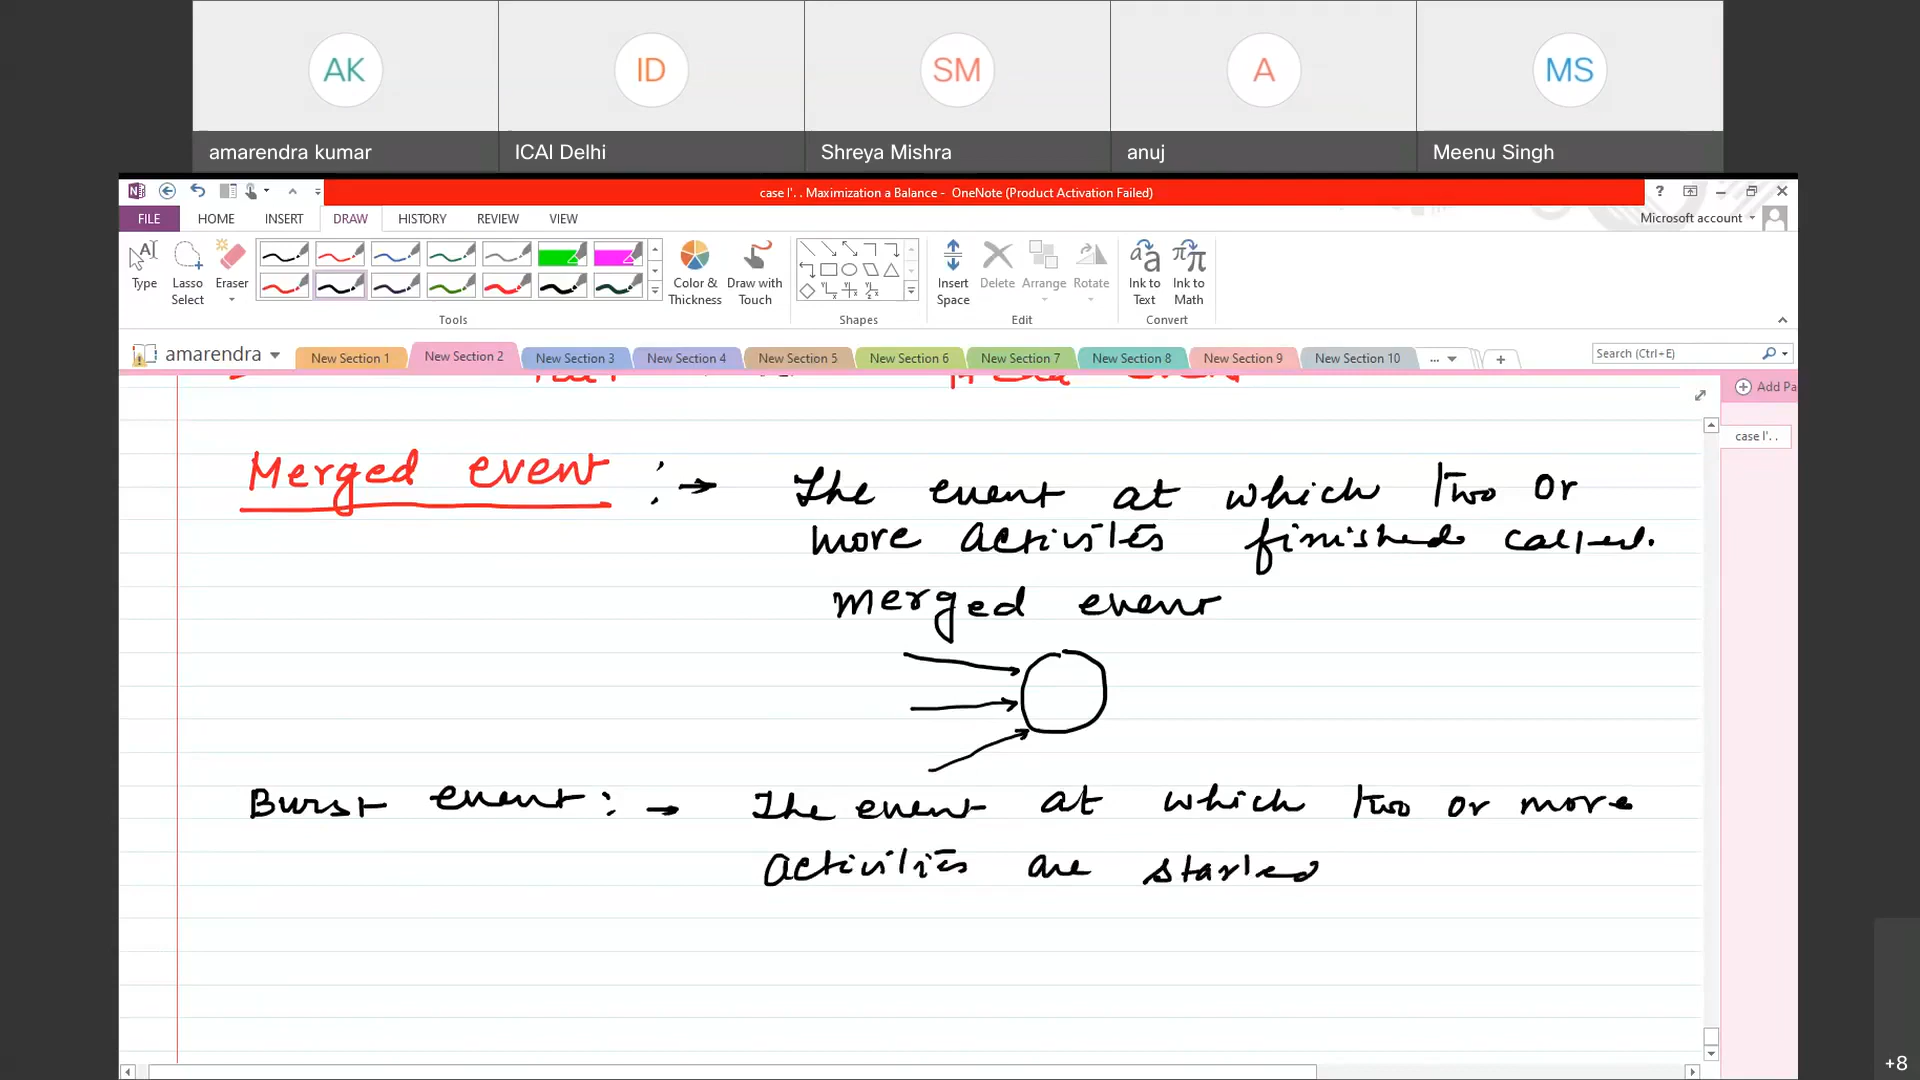 AK ID SM A MS
amarendra kumar ICAI Delhi Shreya Mishra anuj Meenu Singh
case I'. . Maximization a Balance - OneNote (Product Activation Failed) ?
FILE HOME INSERT DRAW HISTORY REVIEW VIEW Microsoft account
Type Lasso Select Eraser Color & Thickness Draw with Touch Insert Space Delete Arrange Rotate Ink to Text Ink to Math
Tools Shapes Edit Convert
amarendra New Section 1 New Section 2 New Section 3 New Section 4 New Section 5 New Section 6 New Section 7 New Section 8 New Section 9 New Section 10 ... + Search (Ctrl+E)
Add Pa
case I'. .
Merged event :→ The event at which two or
more activites finished called.
merged event
Burst event :→ The event at which two or more
activities are started
+8